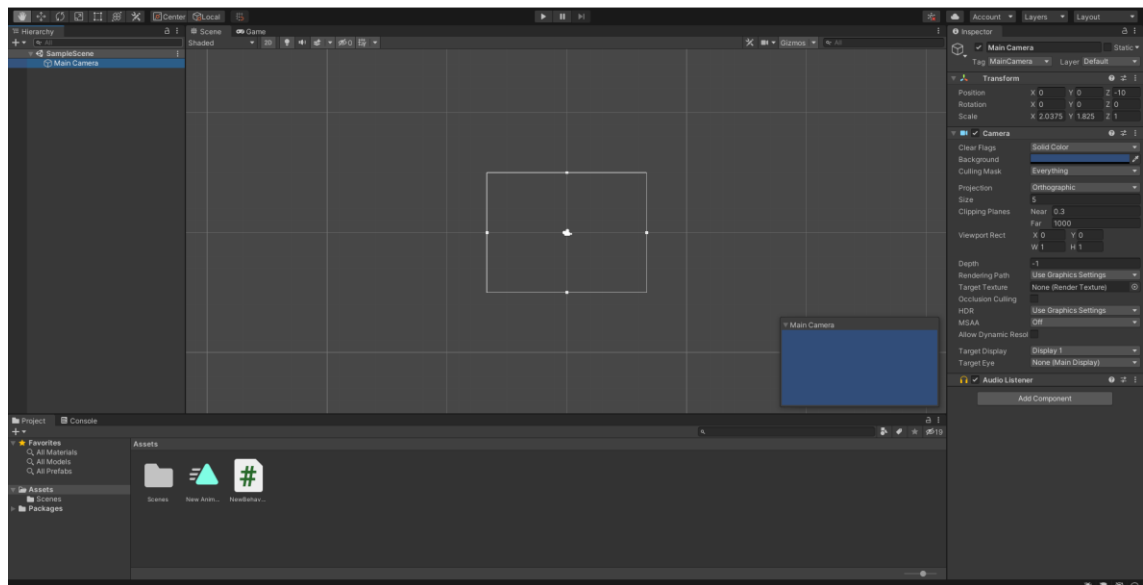 Center Local
Account Layers Layout
Hierarchy
All
SampleScene
Main Camera
Scene Game
Shaded 2D 0 Gizmos All
Main Camera
Inspector
Main Camera Static
Tag MainCamera Layer Default
Transform
Position X 0 Y 0 Z -10
Rotation X 0 Y 0 Z 0
Scale X 2.0375 Y 1.825 Z 1
Camera
Clear Flags Solid Color
Background
Culling Mask Everything
Projection Orthographic
Size 5
Clipping Planes Near 0.3
Far 1000
Viewport Rect X 0 Y 0
W 1 H 1
Depth -1
Rendering Path Use Graphics Settings
Target Texture None (Render Texture)
Occlusion Culling
HDR Use Graphics Settings
MSAA Off
Allow Dynamic Resol
Target Display Display 1
Target Eye None (Main Display)
Audio Listener
Add Component
Project Console
19
Favorites
All Materials
All Models
All Prefabs
Assets
Scenes
Packages
Assets
Scenes New Anim... NewBehav...